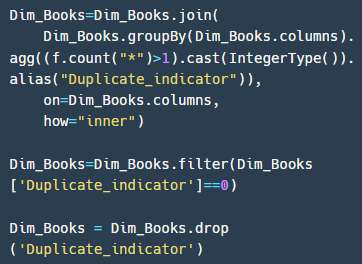 Dim_Books=Dim_Books.join(
    Dim_Books.groupBy(Dim_Books.columns).
agg((f.count("*")>1).cast(IntegerType()).
alias("Duplicate_indicator")),
    on=Dim_Books.columns,
    how="inner")

Dim_Books=Dim_Books.filter(Dim_Books
['Duplicate_indicator']==0)

Dim_Books = Dim_Books.drop
('Duplicate_indicator')